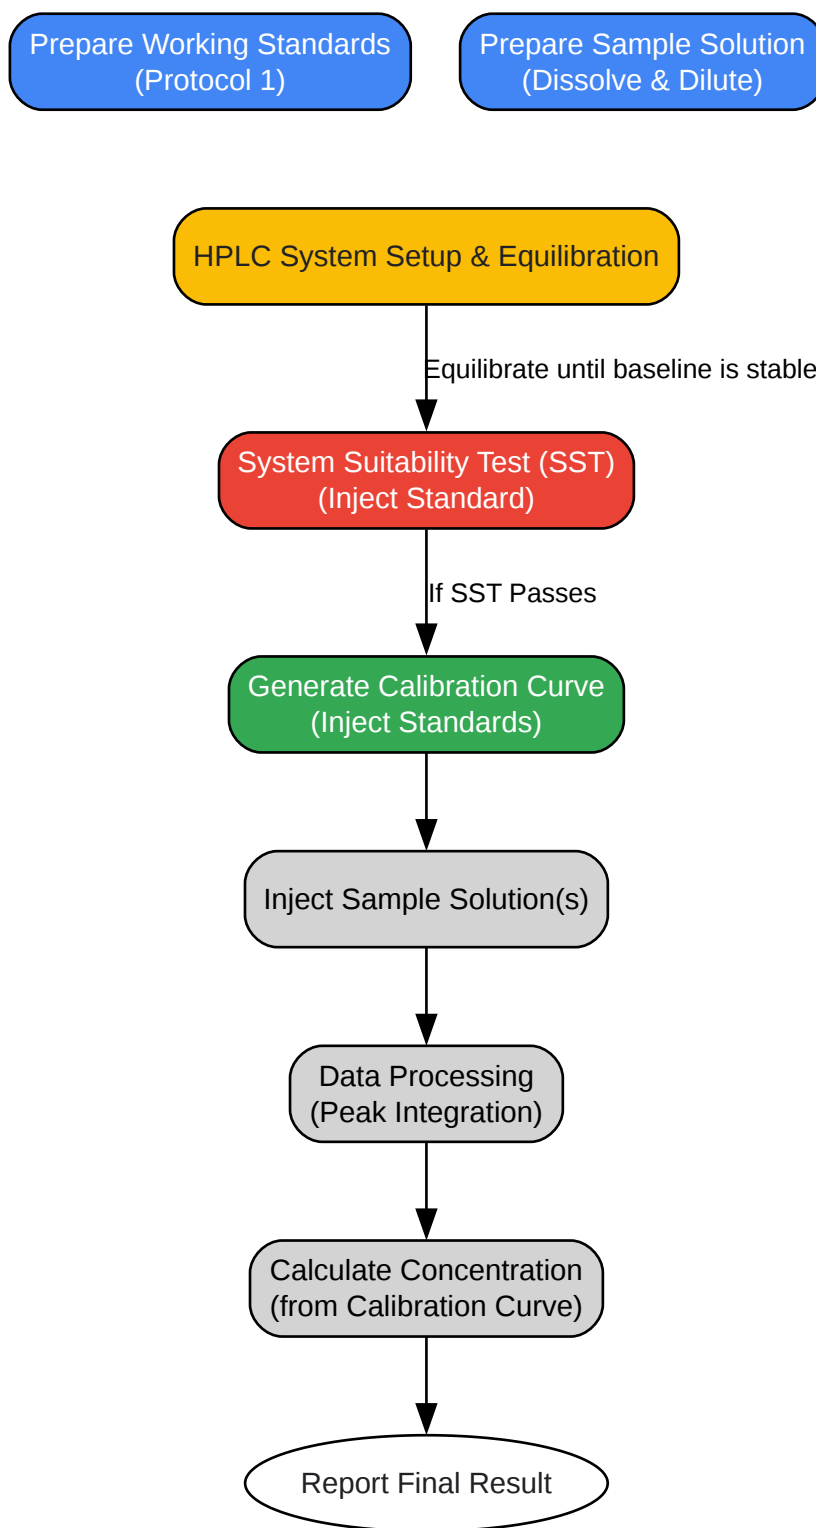 Prepare Working Standards
(Protocol 1)
Prepare Sample Solution
(Dissolve & Dilute)
HPLC System Setup & Equilibration
Equilibrate until baseline is stable
System Suitability Test (SST)
(Inject Standard)
If SST Passes
Generate Calibration Curve
(Inject Standards)
Inject Sample Solution(s)
Data Processing
(Peak Integration)
Calculate Concentration
(from Calibration Curve)
Report Final Result